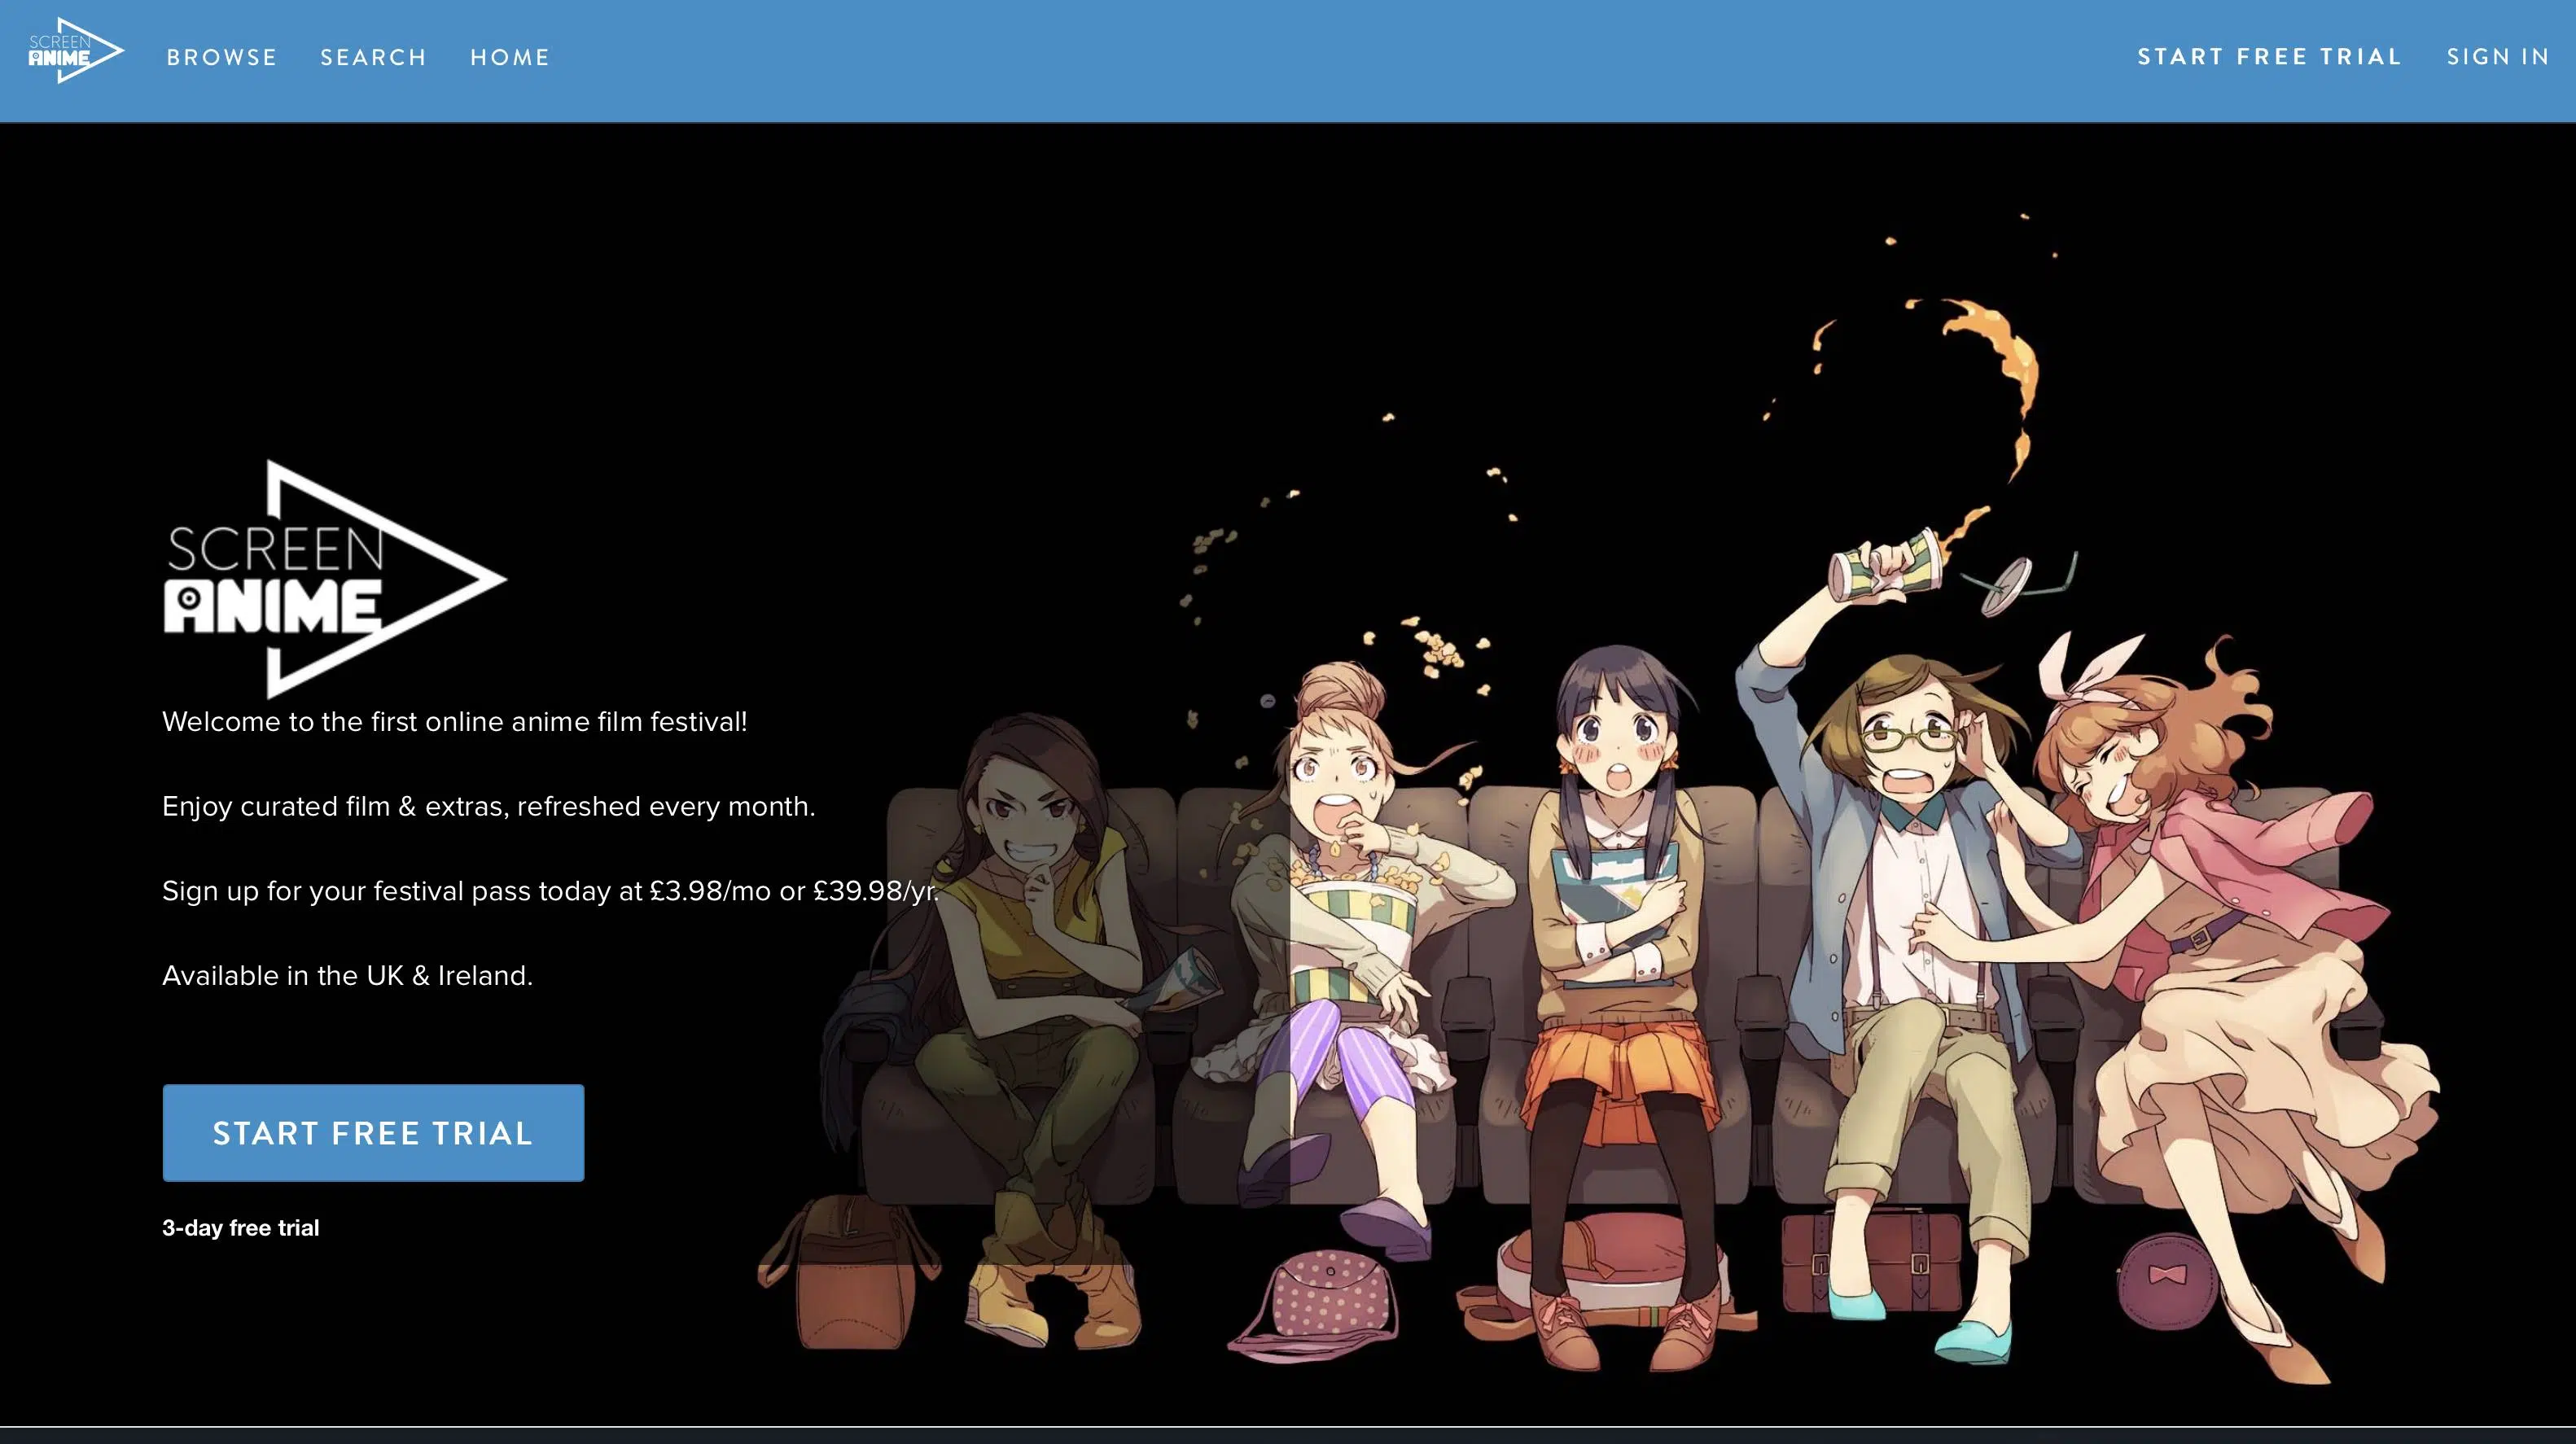 SCREEN
ANIME
BROWSE
SEARCH
HOME
START FREE TRIAL
SIGN IN
SCREEN
ANIME
Welcome to the first online anime film festival!
Enjoy curated film & extras, refreshed every month.
Sign up for your festival pass today at £3.98/mo or £39.98/yr.
Available in the UK & Ireland.
START FREE TRIAL
3-day free trial